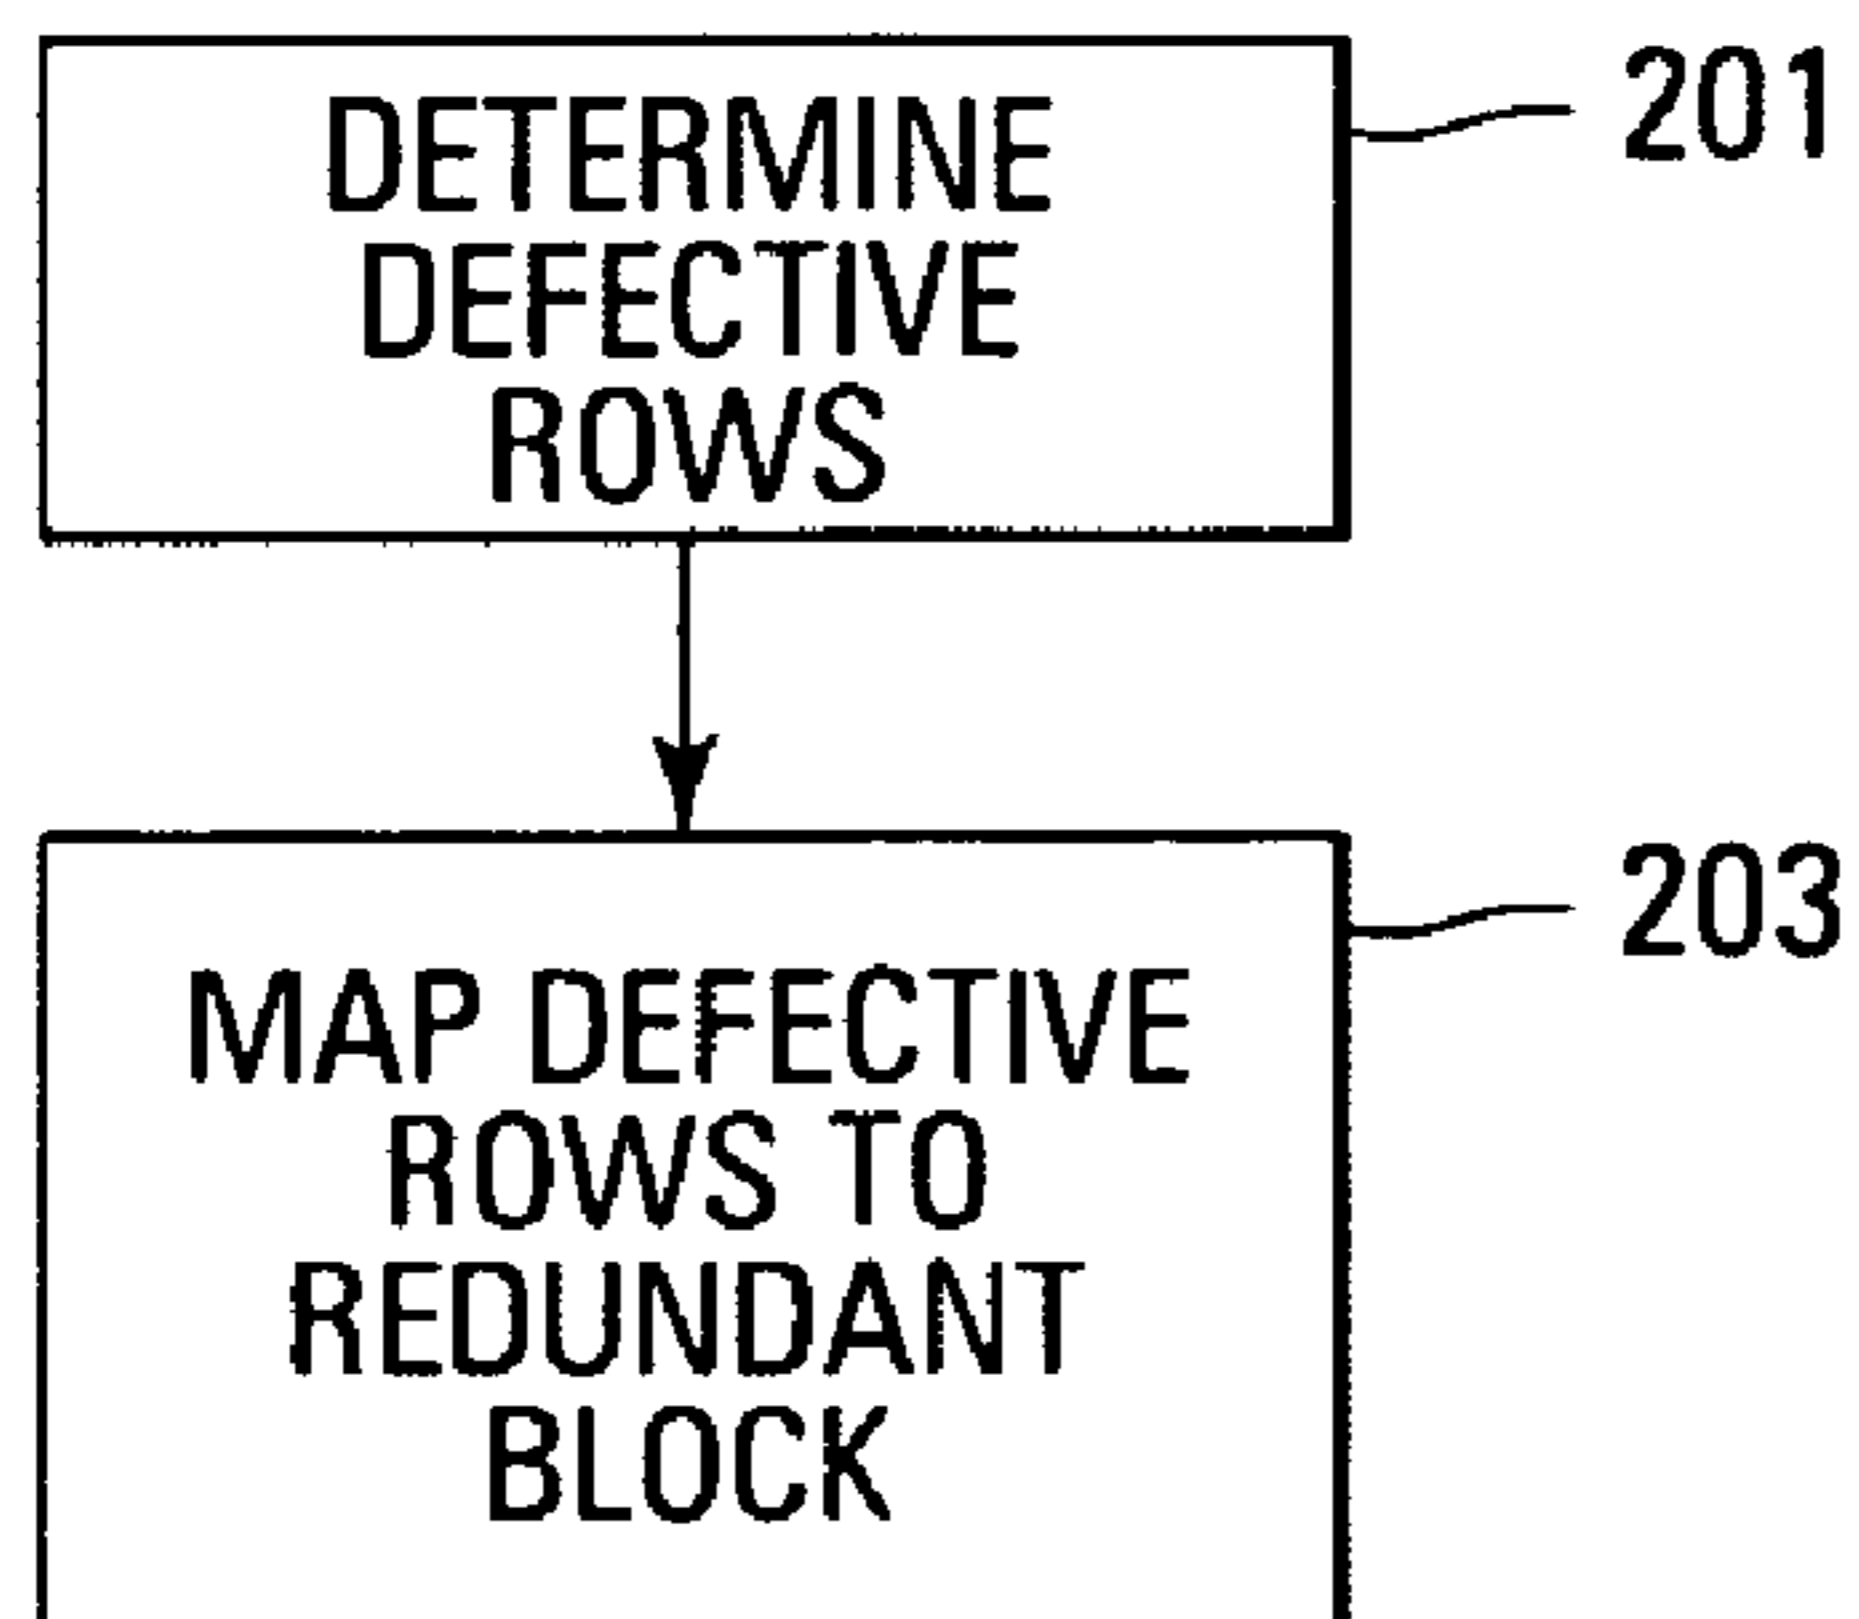 DETERMINE
DEFECTIVE
ROWS
201
MAP DEFECTIVE
ROWS TO
REDUNDANT
BLOCK
203